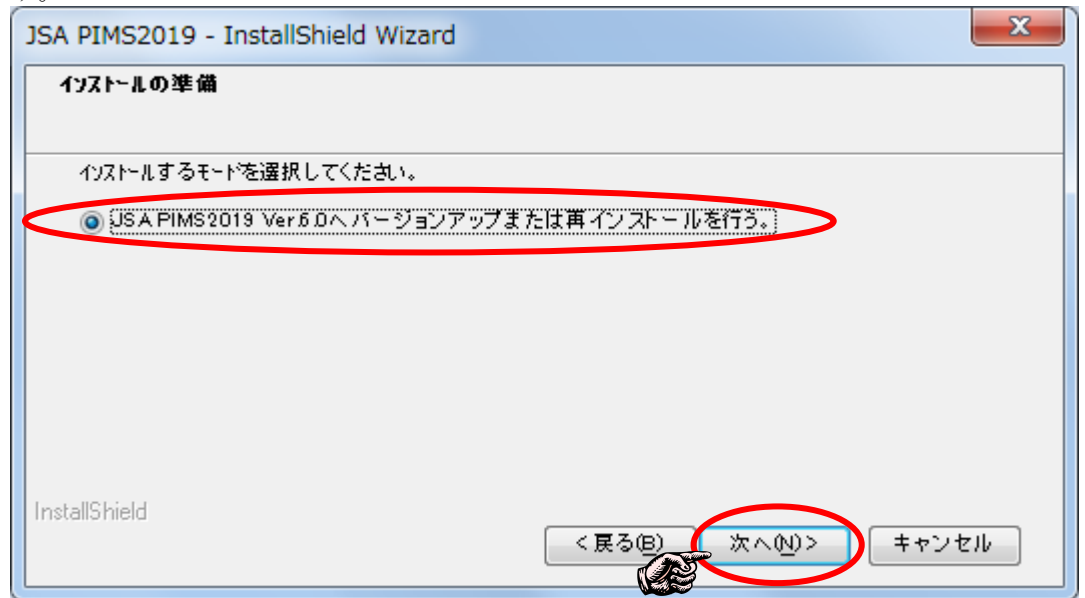 JSA PIMS2019 - InstallShield Wizard
インストールの準備
インストールするモードを選択してください。
JSA PIMS2019 Ver.6.0へバージョンアップまたは再インストールを行う。
InstallShield
< 戻る(B) 次へ(N) > キャンセル